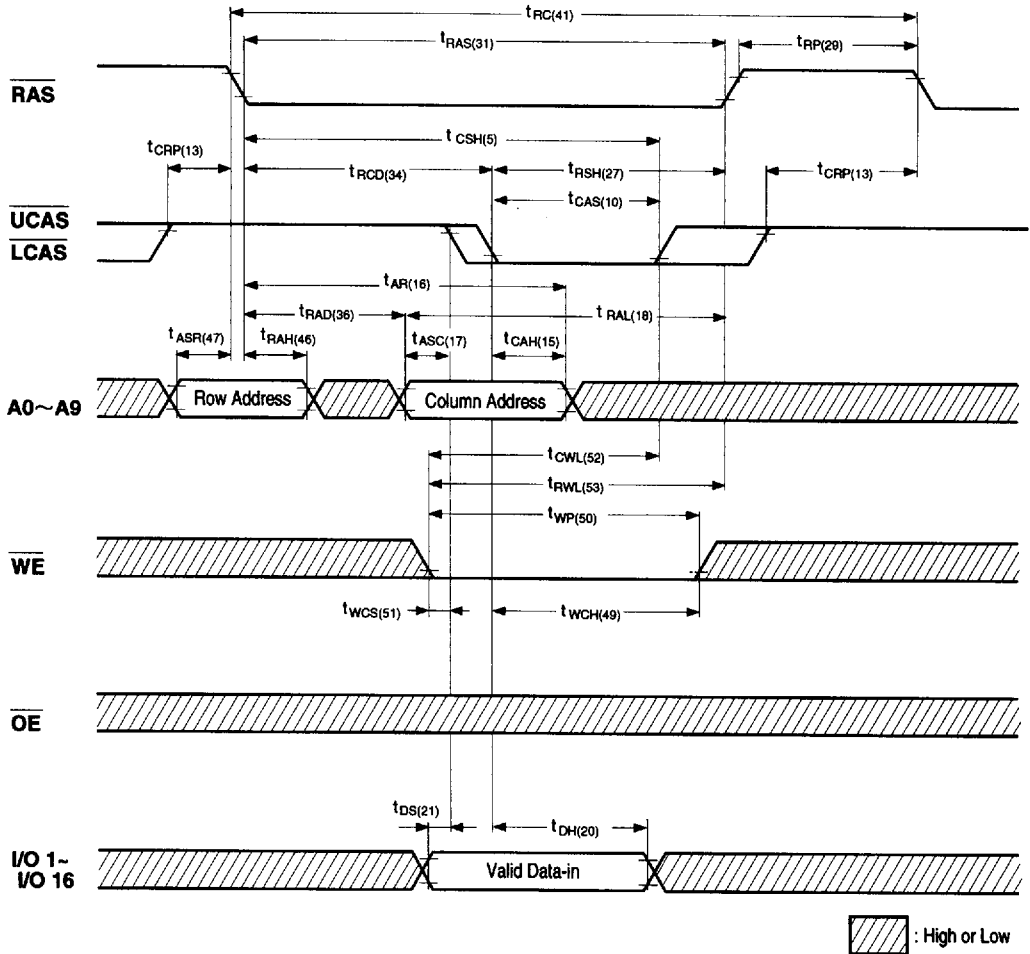 tRC(41)
tRAS(31)
tRP(29)
RAS
tCRP(13)
tCSH(5)
tRCD(34)
tRSH(27)
tCRP(13)
tCAS(10)
UCAS
LCAS
tAR(16)
tRAD(36)
tRAL(18)
tASR(47)
tRAH(46)
tASC(17)
tCAH(15)
A0~A9
Row Address
Column Address
tCWL(52)
tRWL(53)
tWP(50)
WE
tWCS(51)
tWCH(49)
OE
tDS(21)
tDH(20)
I/O 1~
I/O 16
Valid Data-in
: High or Low